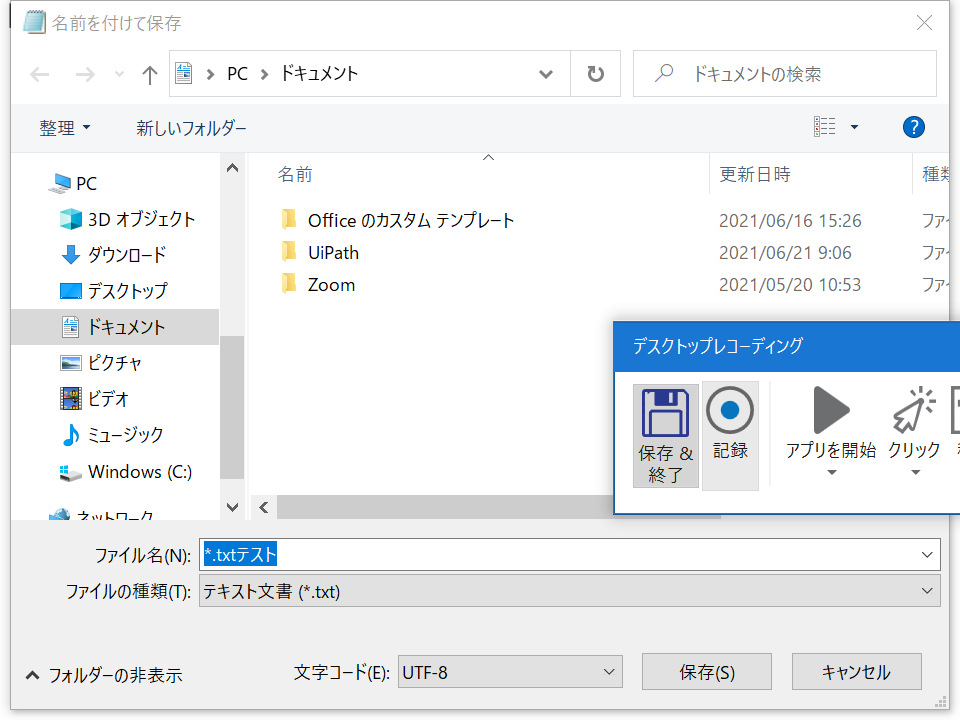 名前を付けて保存
PC ドキュメント
ドキュメントの検索
整理 新しいフォルダー
?
名前 更新日時 種類
PC
3D オブジェクト
ダウンロード
デスクトップ
ドキュメント
ピクチャ
ビデオ
ミュージック
Windows (C:)
ネットワーク
Office のカスタム テンプレート 2021/06/16 15:26 ファイ
UiPath 2021/06/21 9:06 ファイ
Zoom 2021/05/20 10:53 ファイ
デスクトップレコーディング
保存 &
終了
記録
アプリを開始
クリック
ファイル名(N): *.txtテスト
ファイルの種類(T): テキスト文書 (*.txt)
フォルダーの非表示
文字コード(E): UTF-8
保存(S)
キャンセル